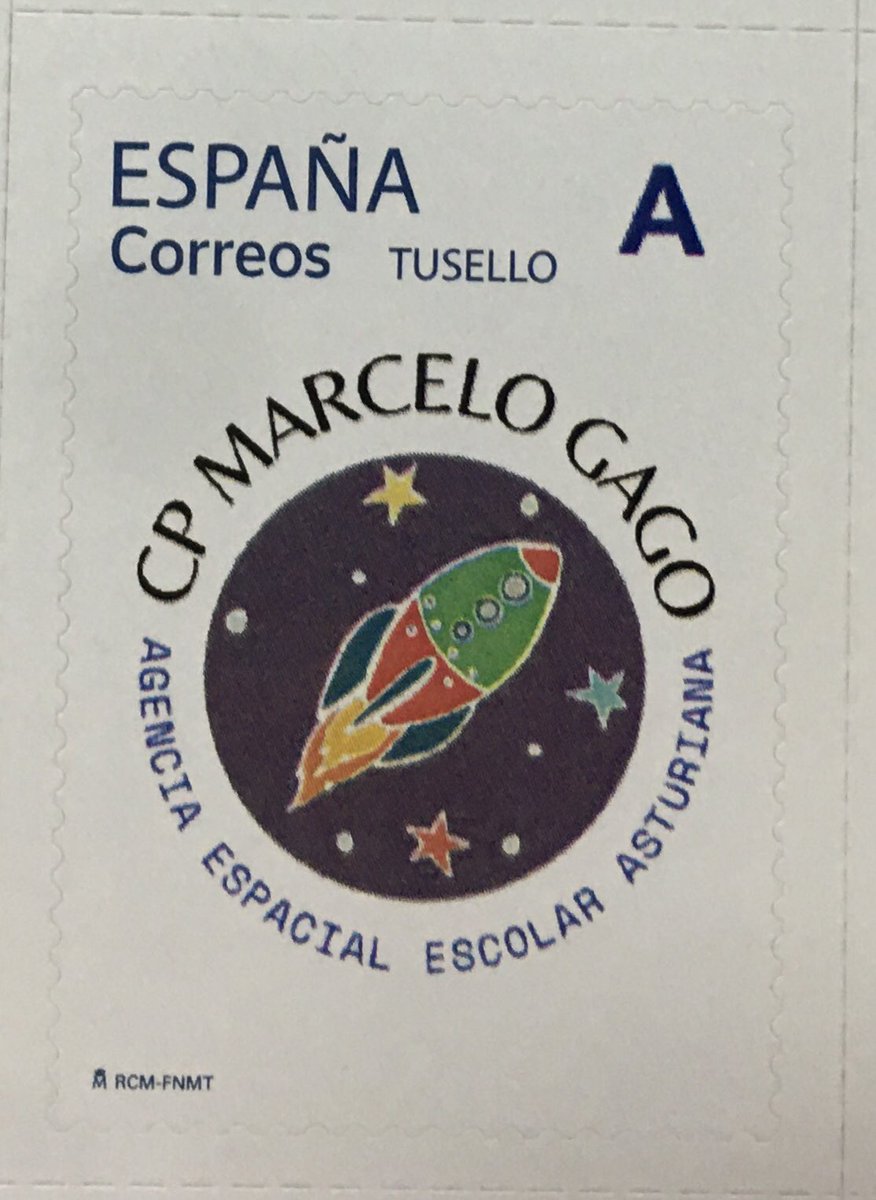 ESPAÑA
A
Correos TUSELLO
CP MARCELO GAGO
AGENCIA ESPACIAL ESCOLAR ASTURIANA
RCM-FNMT